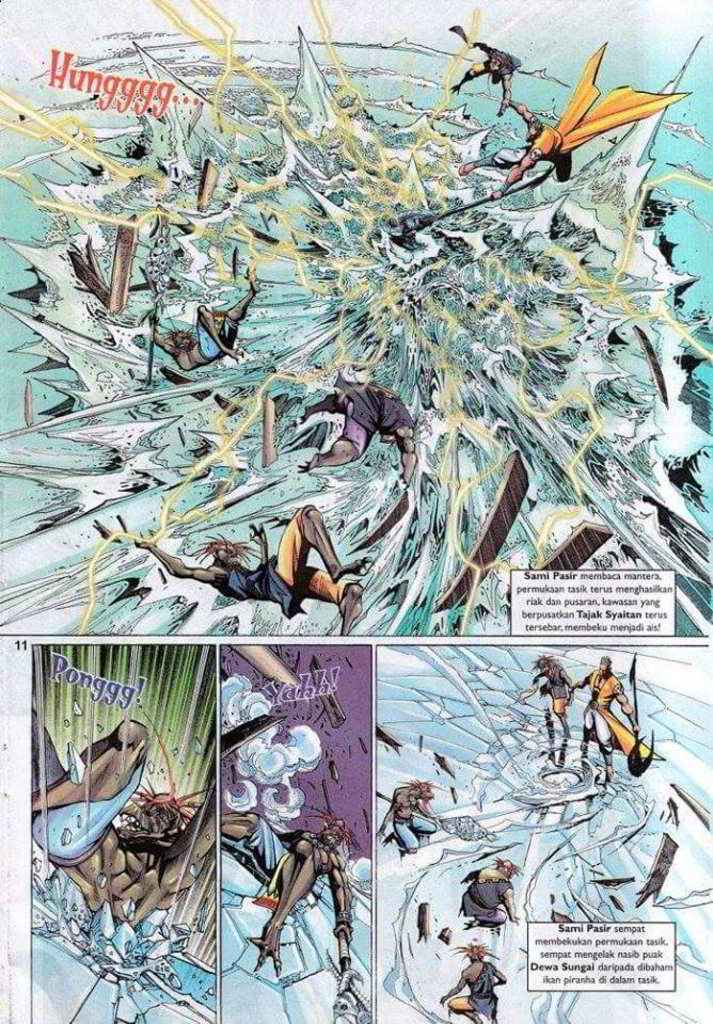 Hungggg...
Sami Pasir membaca mantera,
permukaan tasik terus menghasilkan
riak dan pusaran, kawasan yang
berpusatkan Tajak Syaitan terus
tersebar, membeku menjadi ais!
11
Ponggg!
Yahh!
Sami Pasir sempat
membekukan permukaan tasik,
sempat mengelak nasib puak
Dewa Sungai daripada dibaham
ikan piranha di dalam tasik.